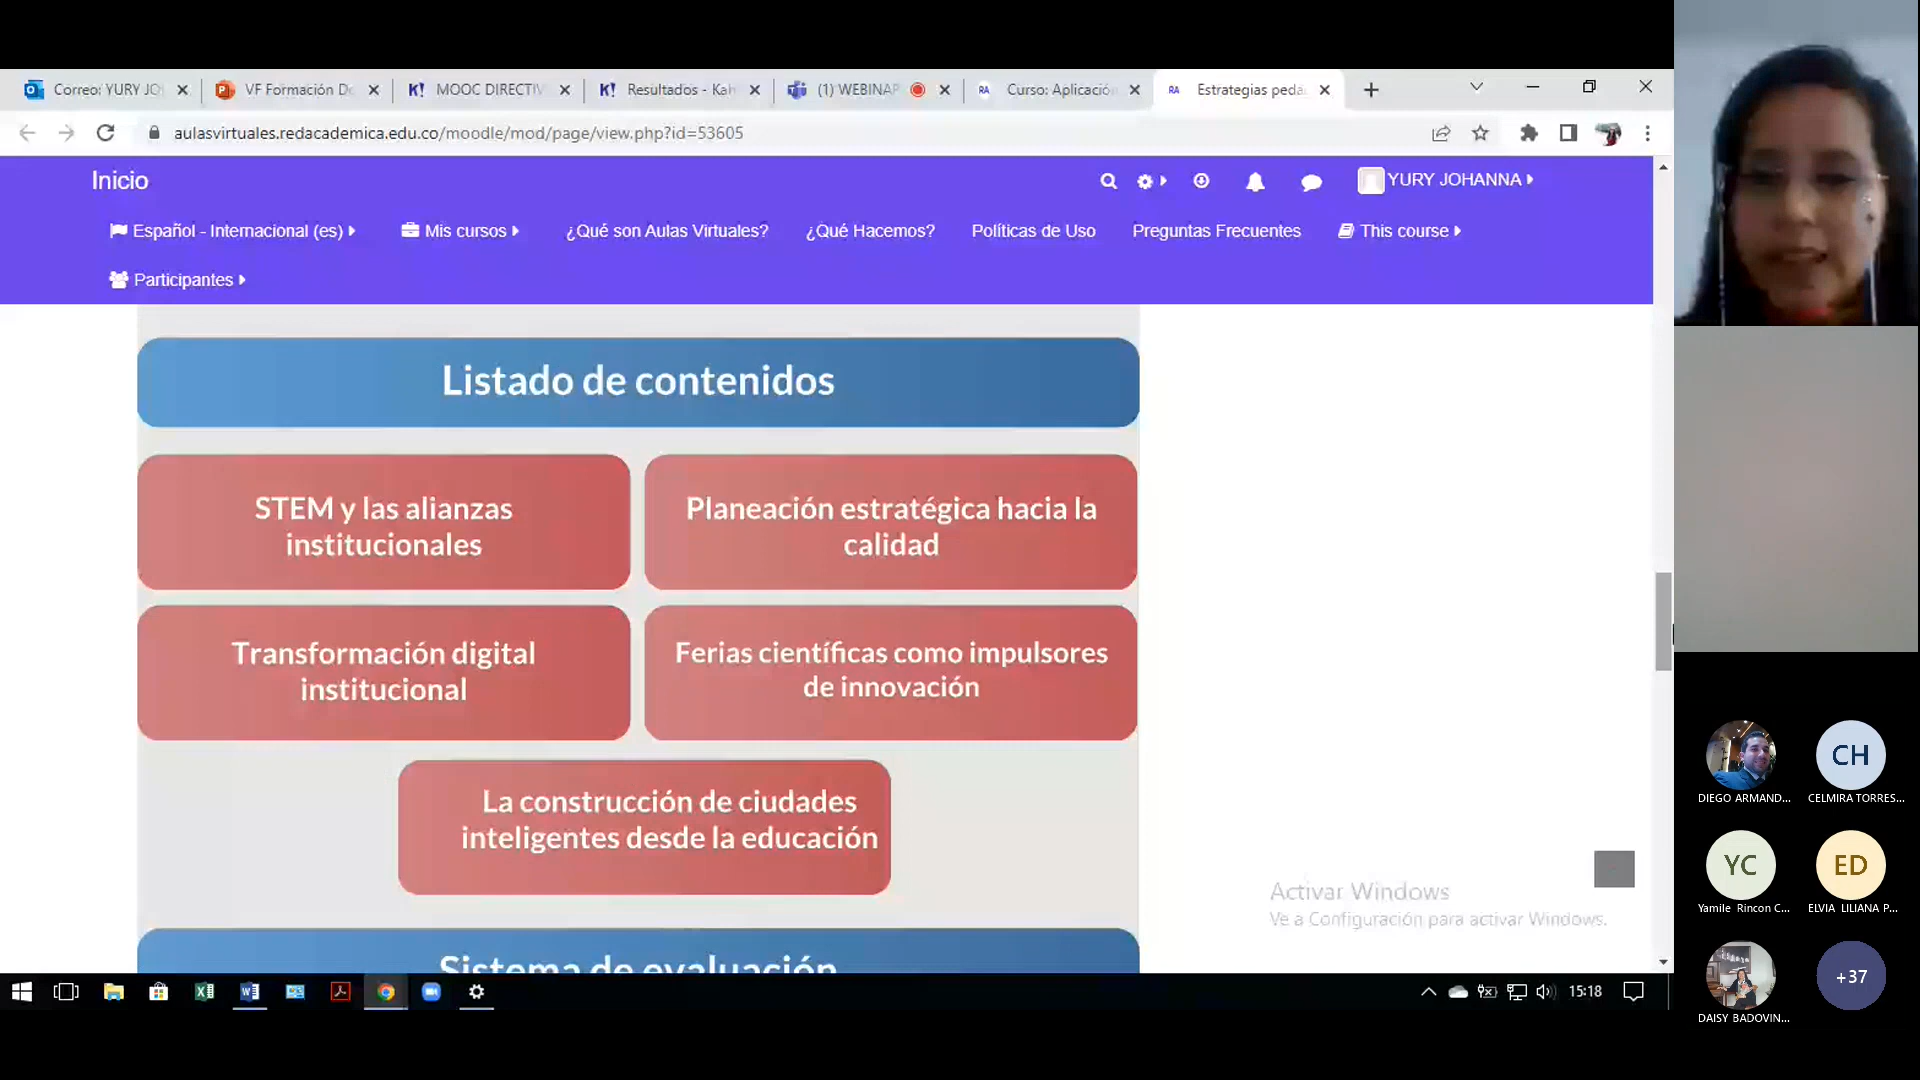 Correo: YURY JO
VF Formación De
K! MOOC DIRECTIV
K! Resultados - Kah
(1) WEBINAR
RA Curso: Aplicación
RA Estrategias peda
aulasvirtuales.redacademica.edu.co/moodle/mod/page/view.php?id=53605
Inicio
YURY JOHANNA
Español - Internacional (es)
Mis cursos
¿Qué son Aulas Virtuales?
¿Qué Hacemos?
Políticas de Uso
Preguntas Frecuentes
This course
Participantes
Listado de contenidos
STEM y las alianzas
institucionales
Planeación estratégica hacia la
calidad
Transformación digital
institucional
Ferias científicas como impulsores
de innovación
La construcción de ciudades
inteligentes desde la educación
Sistema de evaluación
Activar Windows
Ve a Configuración para activar Windows.
15:18
DIEGO ARMAND...
CH
CELMIRA TORRES...
YC
Yamile Rincon C...
ED
ELVIA LILIANA P...
DAISY BADOVIN...
+37